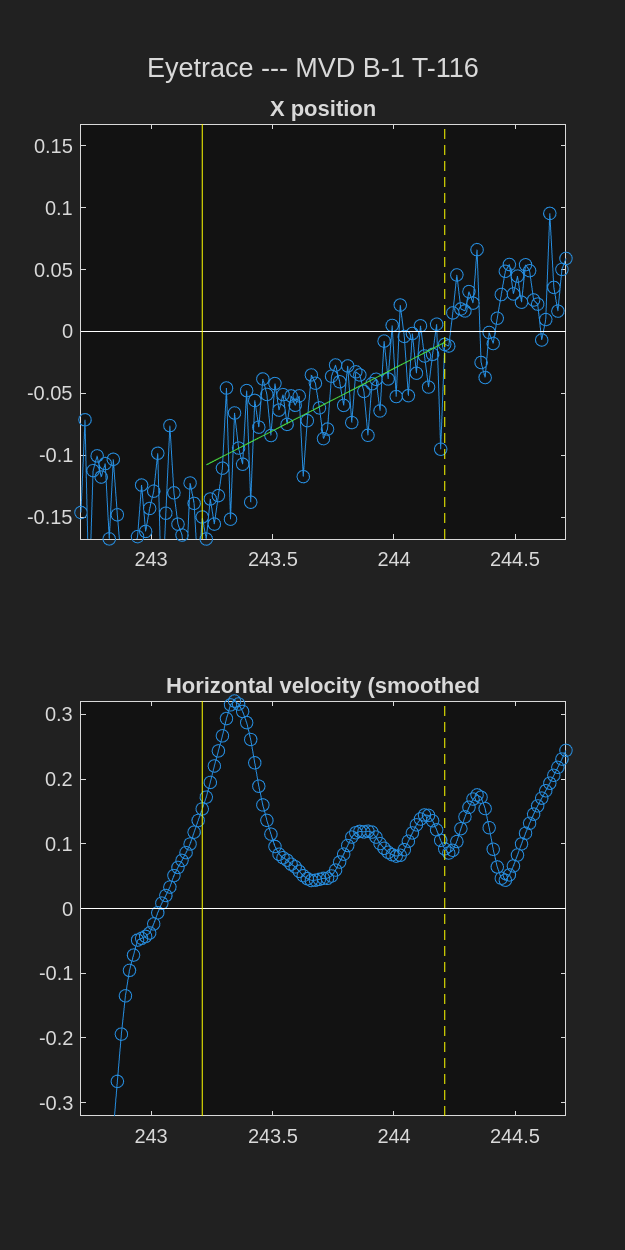 Eyetrace --- MVD B-1 T-116
X position
0.15
0.1
0.05
0
-0.05
-0.1
-0.15
243 243.5 244 244.5
Horizontal velocity (smoothed
0.3
0.2
0.1
0
-0.1
-0.2
-0.3
243 243.5 244 244.5